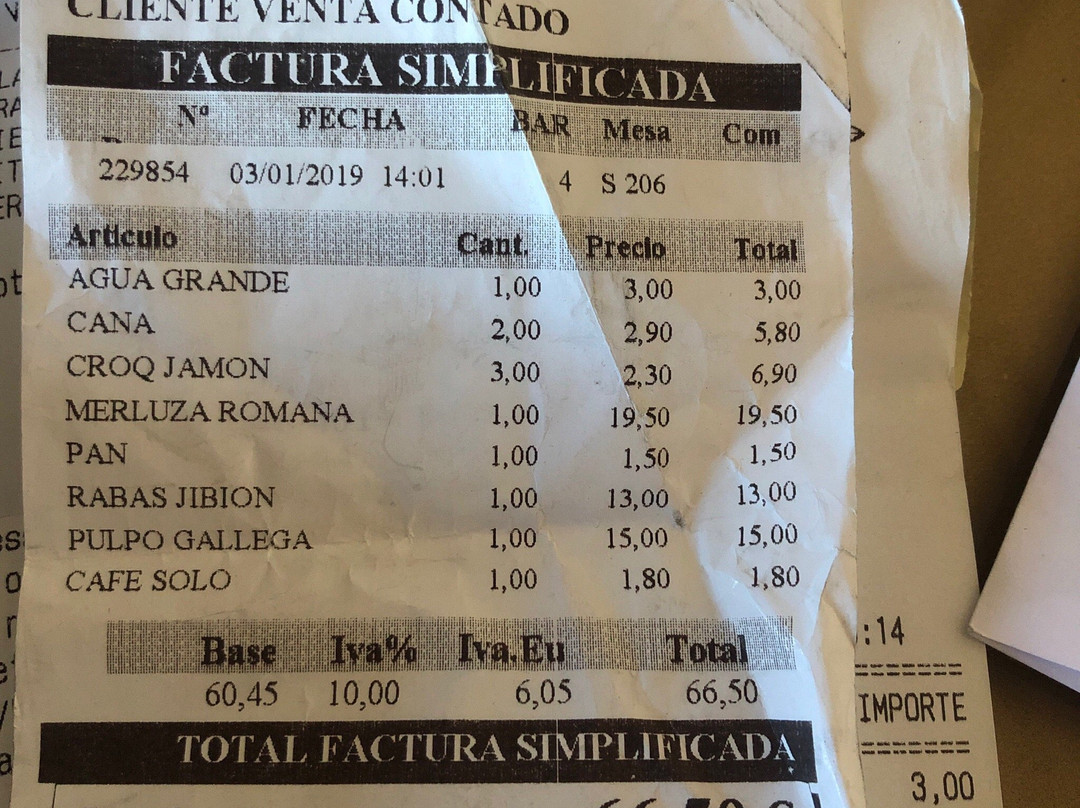 CLIENTE VENTA CONTADO
FACTURA SIMPLIFICADA
Nº FECHA BAR Mesa Com
229854 03/01/2019 14:01 4 S 206
Artículo Cant. Precio Total
AGUA GRANDE 1,00 3,00 3,00
CANA 2,00 2,90 5,80
CROQ JAMON 3,00 2,30 6,90
MERLUZA ROMANA 1,00 19,50 19,50
PAN 1,00 1,50 1,50
RABAS JIBION 1,00 13,00 13,00
PULPO GALLEGA 1,00 15,00 15,00
CAFE SOLO 1,00 1,80 1,80
Base Iva% Iva.Eu Total
60,45 10,00 6,05 66,50
TOTAL FACTURA SIMPLIFICADA
:14
IMPORTE
3,00